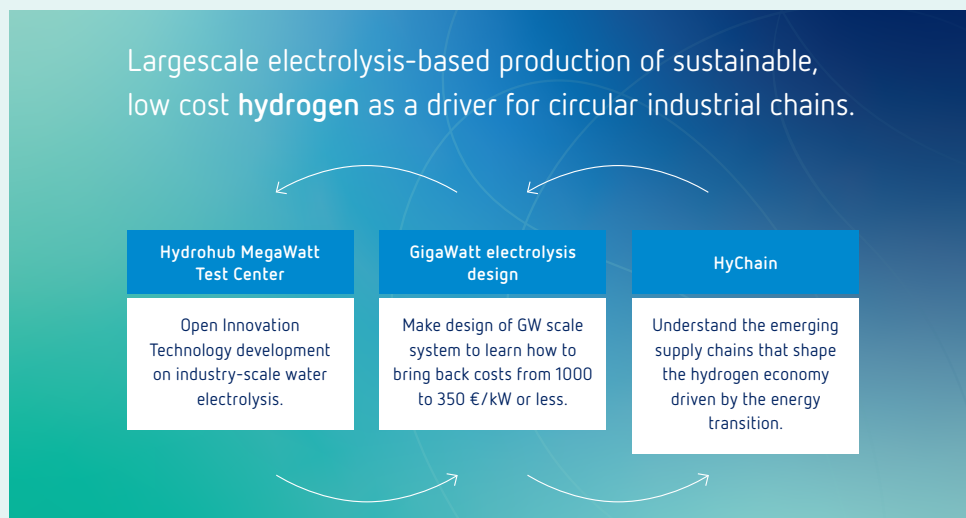 Largescale electrolysis-based production of sustainable,
low cost hydrogen as a driver for circular industrial chains.
Hydrohub MegaWatt
Test Center
Open Innovation
Technology development
on industry-scale water
electrolysis.
GigaWatt electrolysis
design
Make design of GW scale
system to learn how to
bring back costs from 1000
to 350 €/kW or less.
HyChain
Understand the emerging
supply chains that shape
the hydrogen economy
driven by the energy
transition.